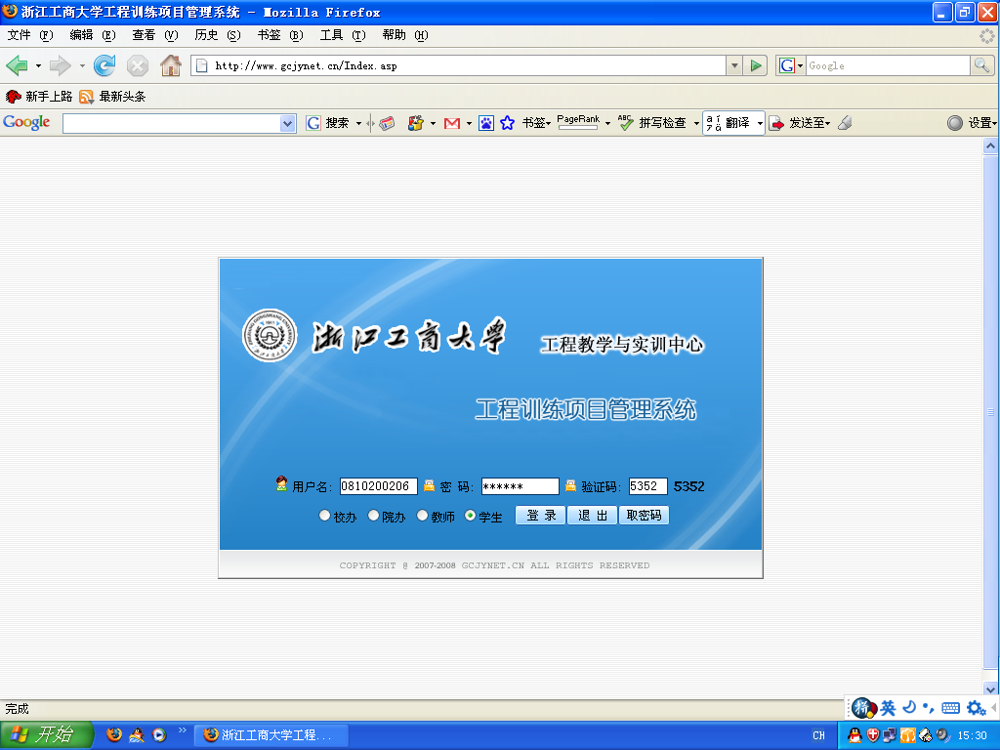 浙江工商大学工程训练项目管理系统 - Mozilla Firefox
文件 (F) 编辑 (E) 查看 (V) 历史 (S) 书签 (B) 工具 (T) 帮助 (H)
http://www.gcjynet.cn/Index.asp G Google
新手上路 最新头条
Google G 搜索 书签 PageRank ABC 拼写检查 翻译 发送至 设置
浙江工商大学 工程教学与实训中心
工程训练项目管理系统
用户名: 0810200206 密 码: ****** 验证码: 5352 5352
校办 院办 教师 学生 登 录 退 出 取密码
COPYRIGHT @ 2007-2008 GCJYNET.CN ALL RIGHTS RESERVED
完成
英
开始 浙江工商大学工程... CH 15:30